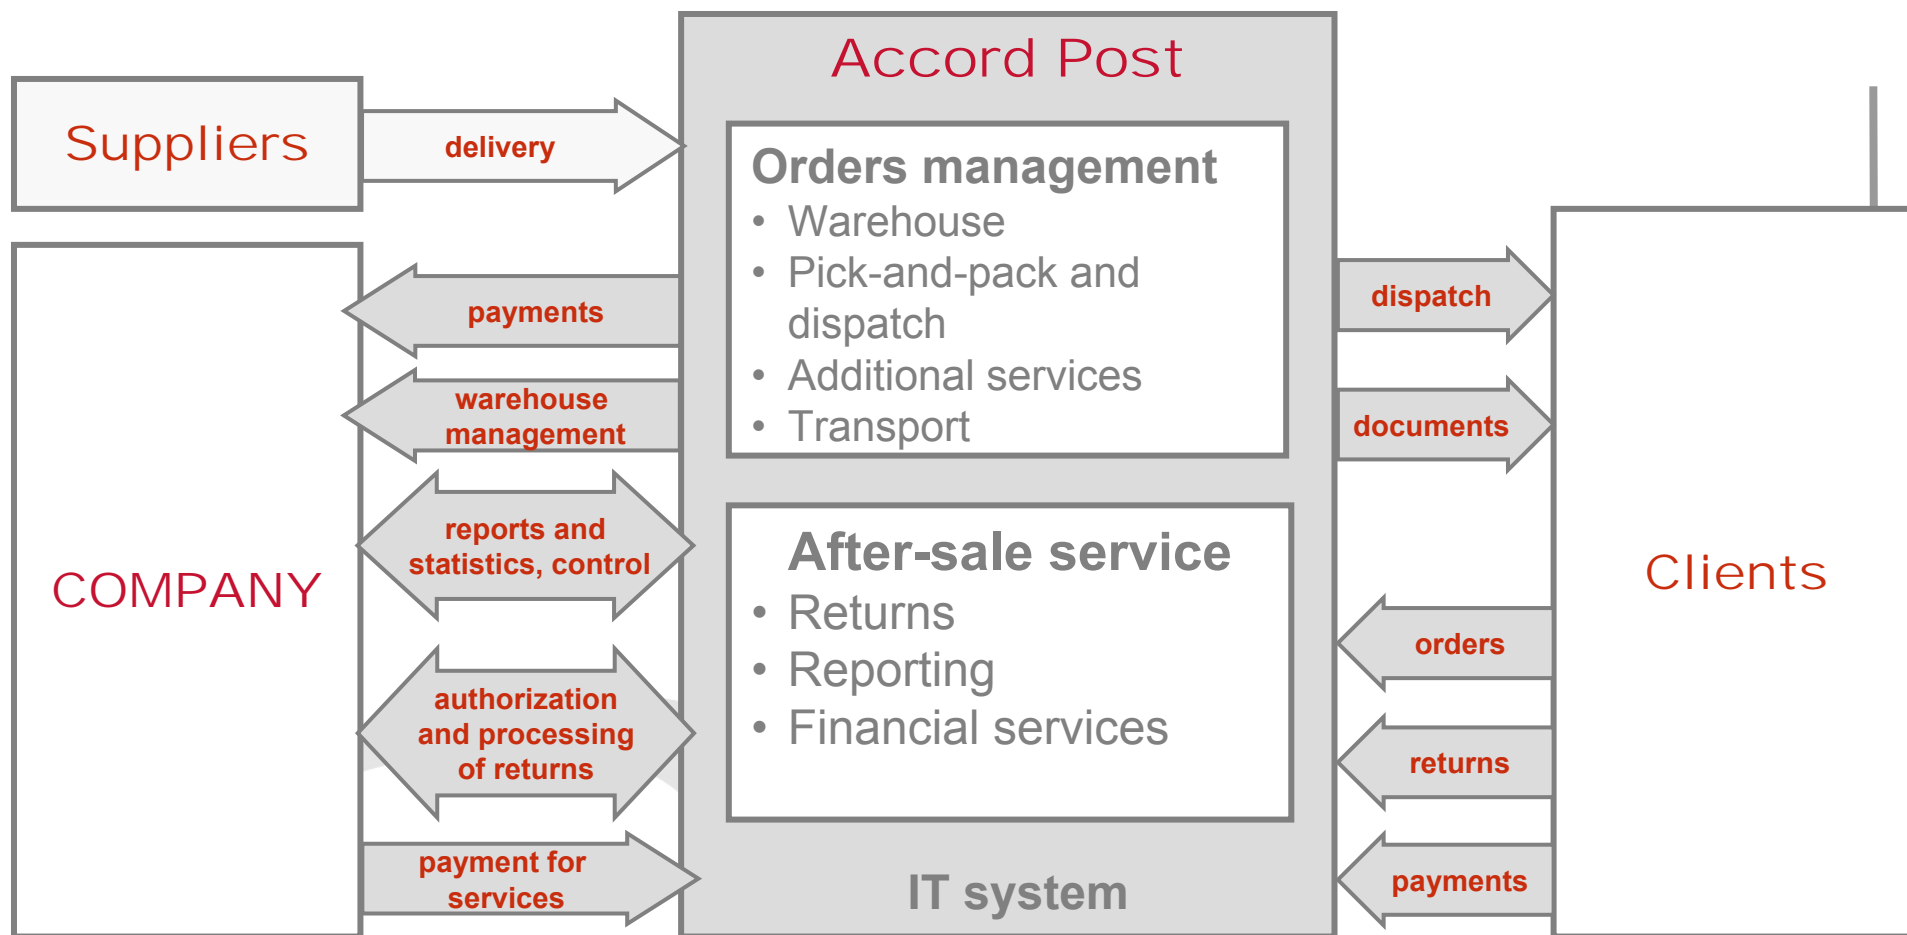 Accord Post
Suppliers
delivery
Orders management
• Warehouse
• Pick-and-pack and
dispatch
• Additional services
• Transport
payments
warehouse
management
reports and
statistics, control
COMPANY
authorization
and processing
of returns
payment for
services
After-sale service
• Returns
• Reporting
• Financial services
IT system
dispatch
documents
Clients
orders
returns
payments